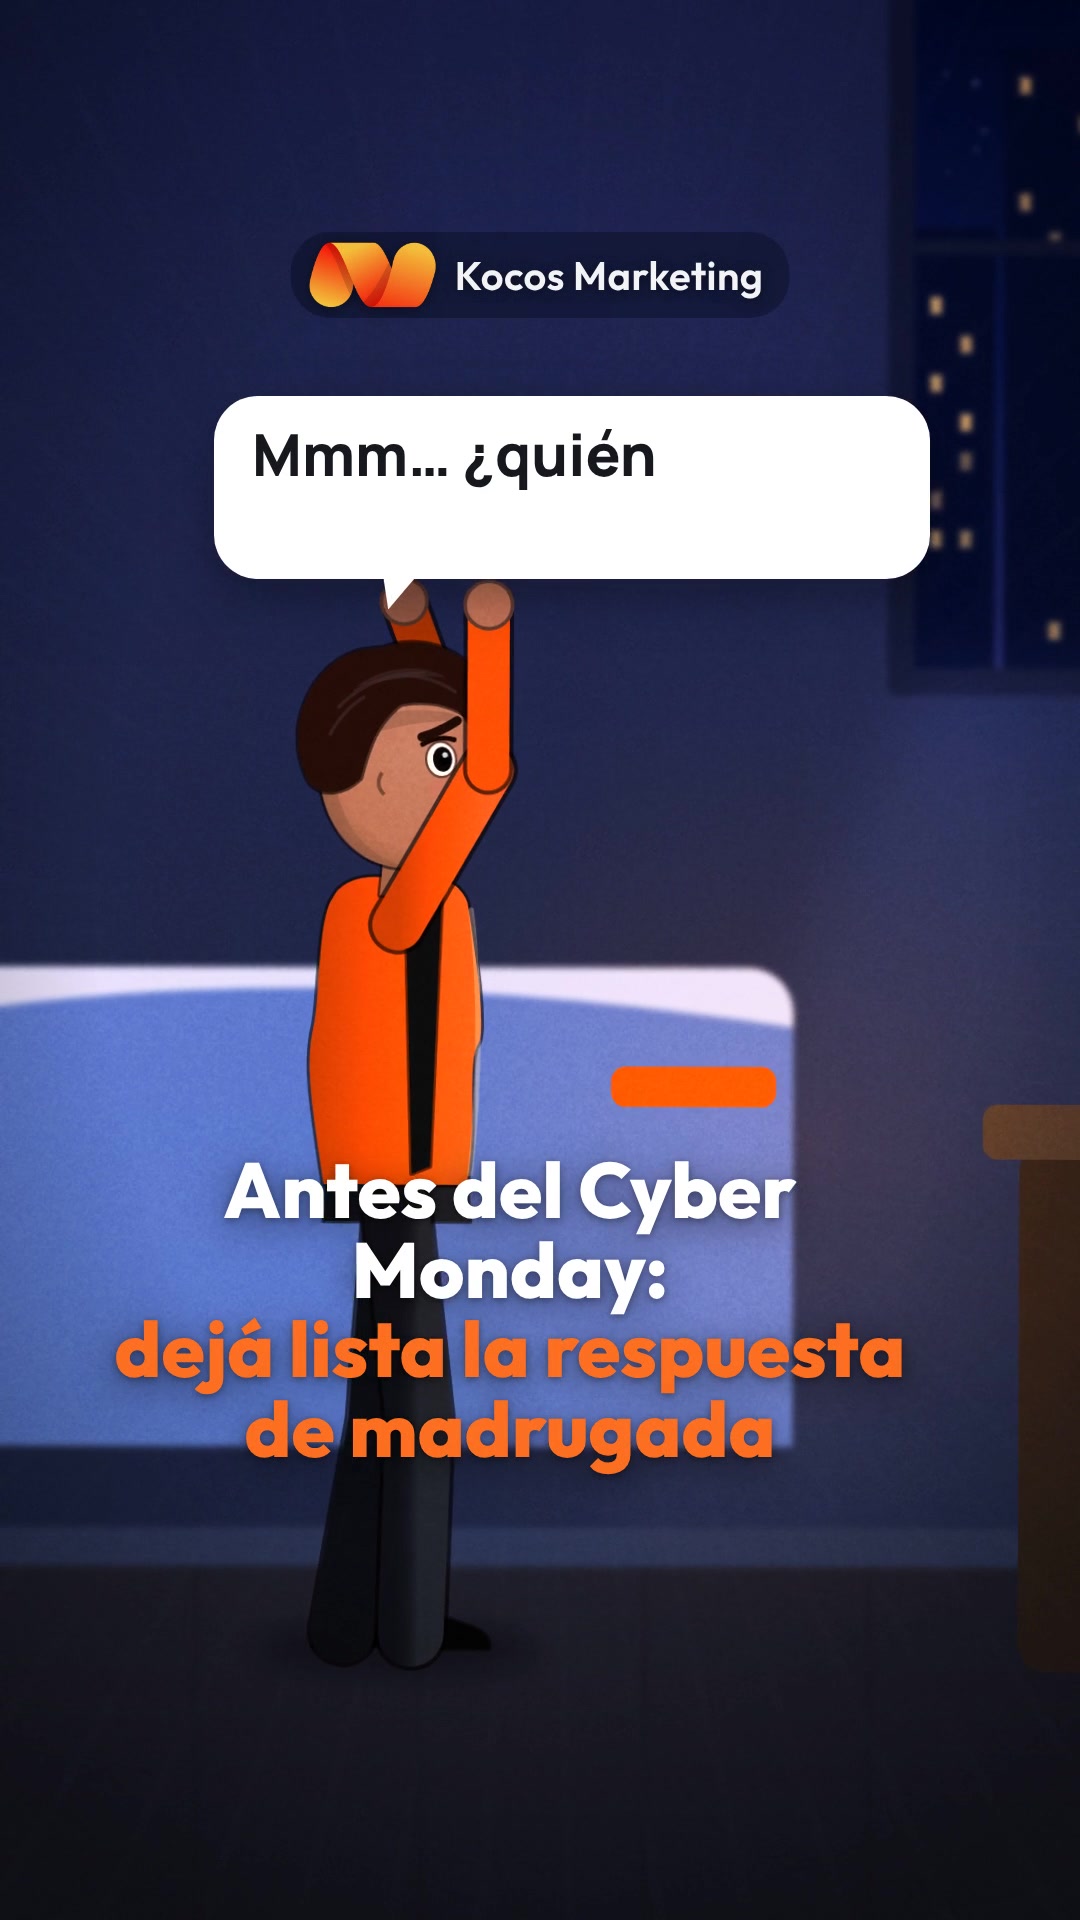 Kocos Marketing
Mmm... ¿quién
Antes del Cyber
Monday:
dejá lista la respuesta
de madrugada